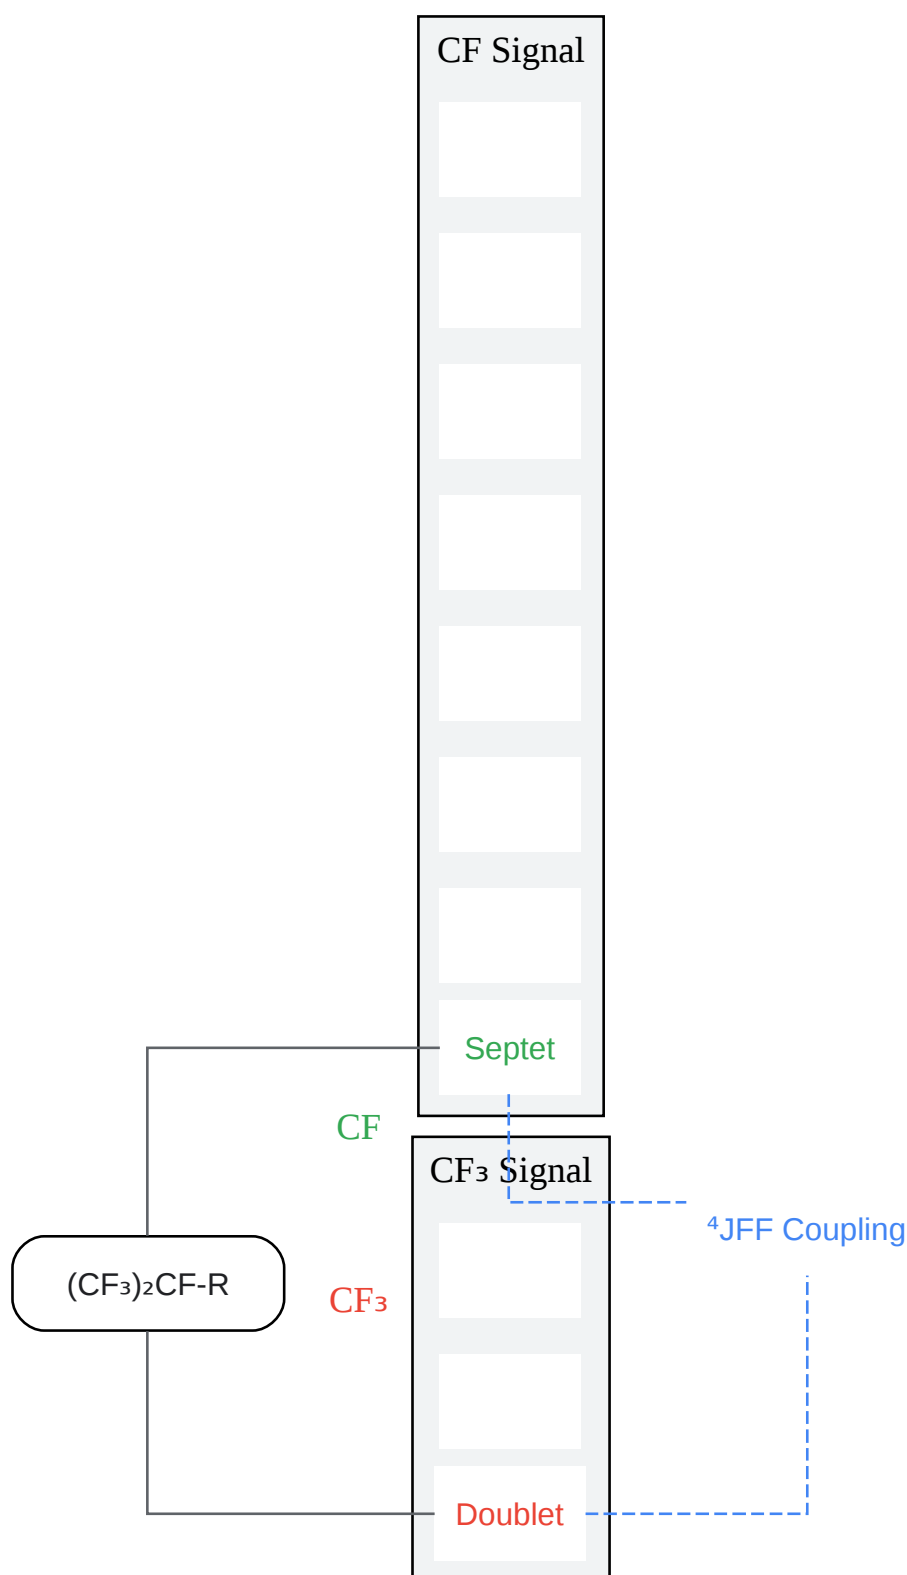 CF Signal
Septet
CF
CF₃ Signal
⁴JFF Coupling
(CF₃)₂CF-R
CF₃
Doublet